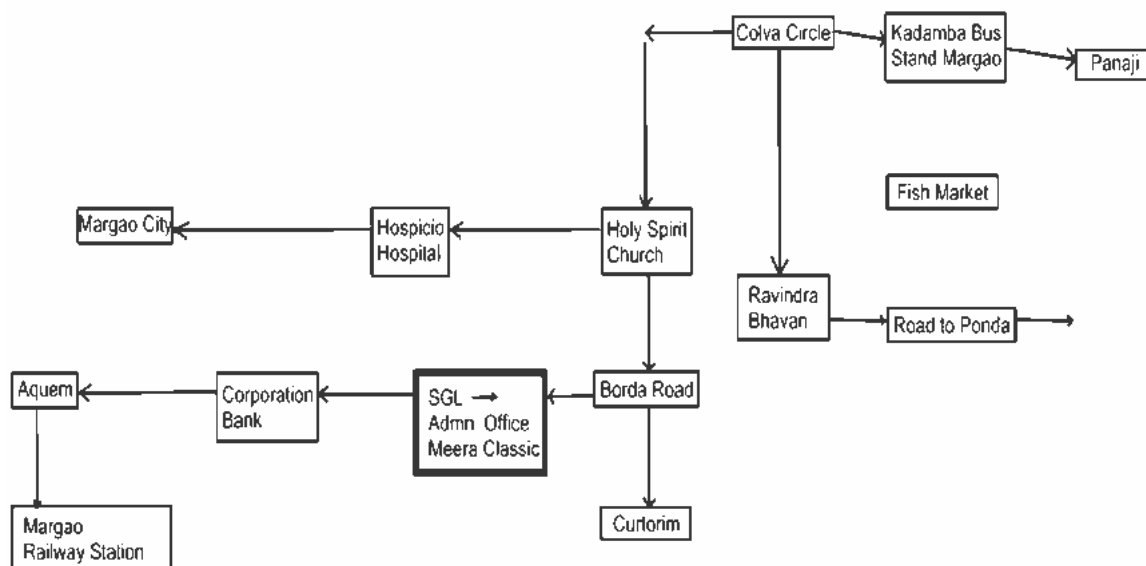 Colva Circle
Kadamba Bus
Stand Margao
Panaji
Fish Market
Margao City
Hospicio
Hospital
Holy Spirit
Church
Ravindra
Bhavan
Road to Ponda
Aquem
Corporation
Bank
SGL →
Admn Office
Meera Classic
Borda Road
Curtorim
Margao
Railway Station